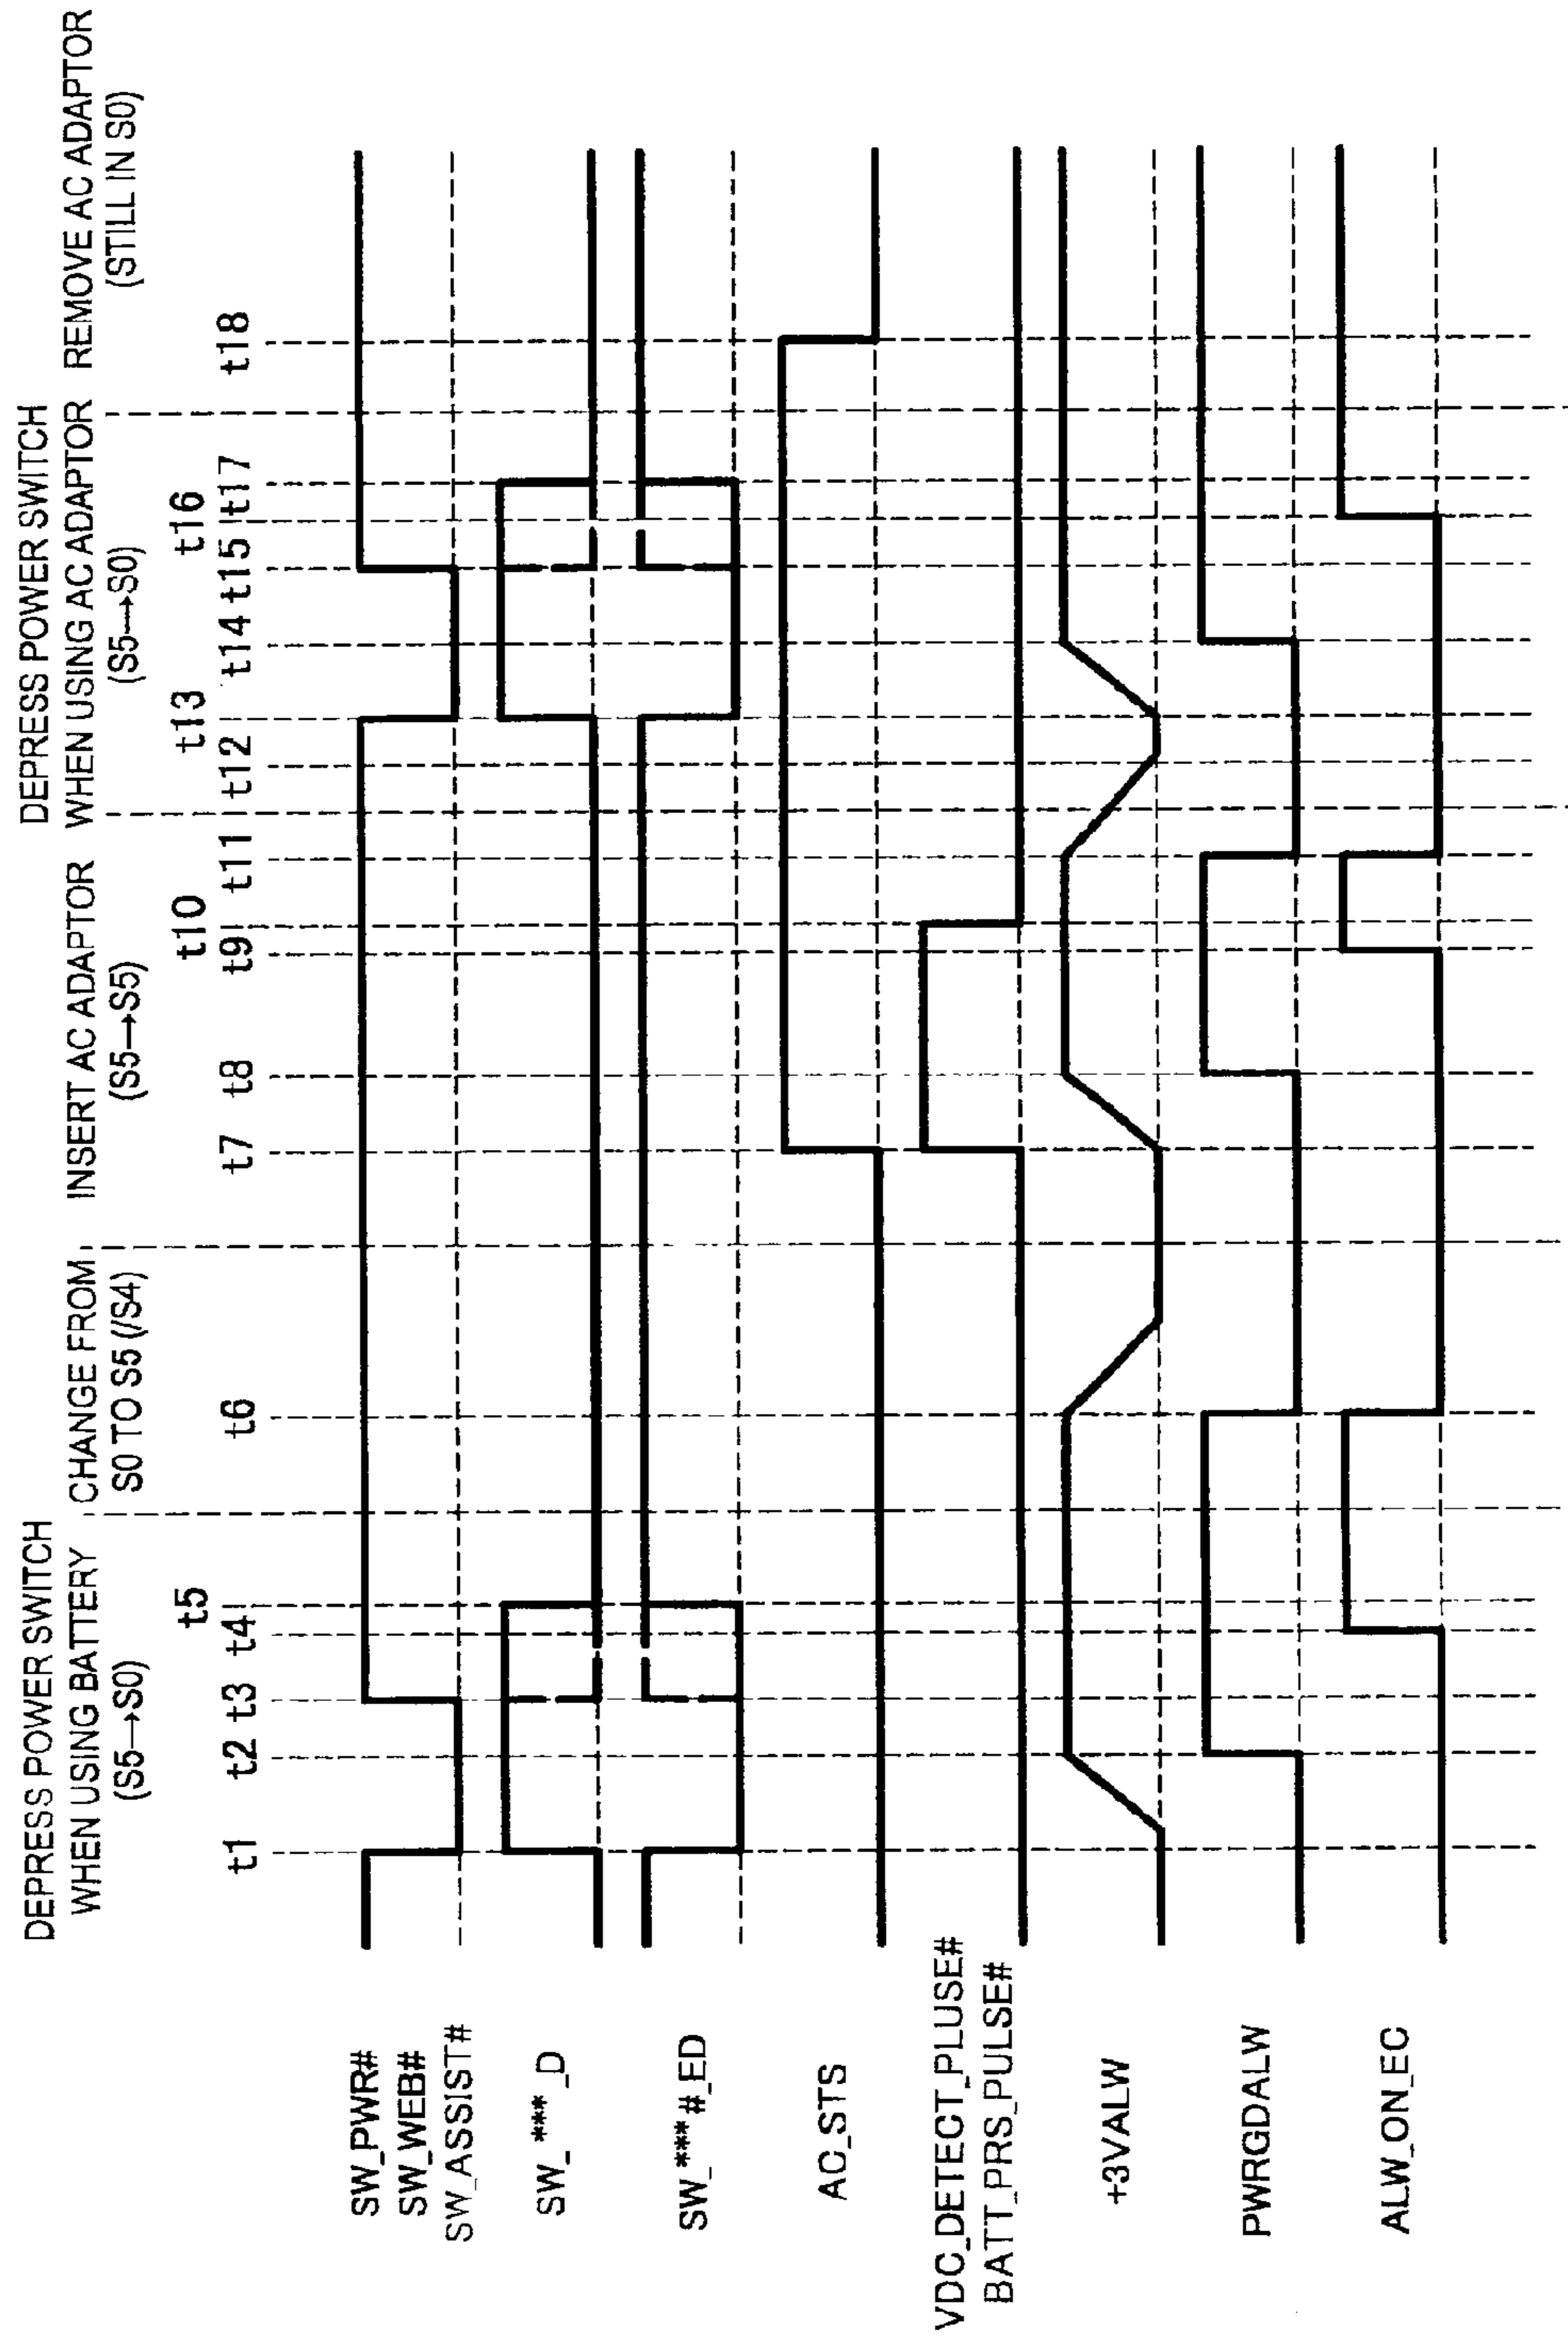 DEPRESS POWER SWITCH
WHEN USING BATTERY
(S5→S0)
CHANGE FROM
S0 TO S5 (/S4)
INSERT AC ADAPTOR
(S5→S5)
DEPRESS POWER SWITCH
WHEN USING AC ADAPTOR
(S5→S0)
REMOVE AC ADAPTOR
(STILL IN S0)
t1 t2 t3 t4 t5 t6 t7 t8 t9 t10 t11 t12 t13 t14 t15 t16 t17 t18
SW_PWR#
SW_WEB#
SW_ASSIST#
SW_***_D
SW_***#_ED
AC_STS
VDC_DETECT_PLUSE#
BATT_PRS_PULSE#
+3VALW
PWRGDALW
ALW_ON_EC